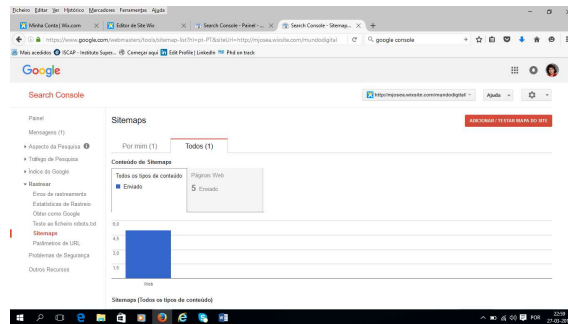 Ficheiro Editar Ver Histórico Marcadores Ferramentas Ajuda
Minha Conta | Wix.com
Editor de Site Wix
Search Console - Painel - ...
Search Console - Sitemap...
https://www.google.com/webmasters/tools/sitemap-list?hl=pt-PT&siteUrl=http://mjosea.wixsite.com/mundodigital
google console
Mais acedidos
ISCAP - Instituto Super...
Começar aqui
Edit Profile | LinkedIn
Phd on track
Google
Search Console
http://mjosea.wixsite.com/mundodigital/
Ajuda
Painel
Mensagens (1)
Aspecto da Pesquisa
Tráfego de Pesquisa
Índice do Google
Rastrear
Erros de rastreamento
Estatísticas de Rastreio
Obter como Google
Teste ao ficheiro robots.txt
Sitemaps
Parâmetros de URL
Problemas de Segurança
Outros Recursos
Sitemaps
ADICIONAR / TESTAR MAPA DO SITE
Por mim (1)
Todos (1)
Conteúdo de Sitemaps
Todos os tipos de conteúdo
Enviado
Páginas Web
5 Enviado
6,0
4,5
3,0
1,5
Web
Sitemaps (Todos os tipos de conteúdo)
POR
22:59